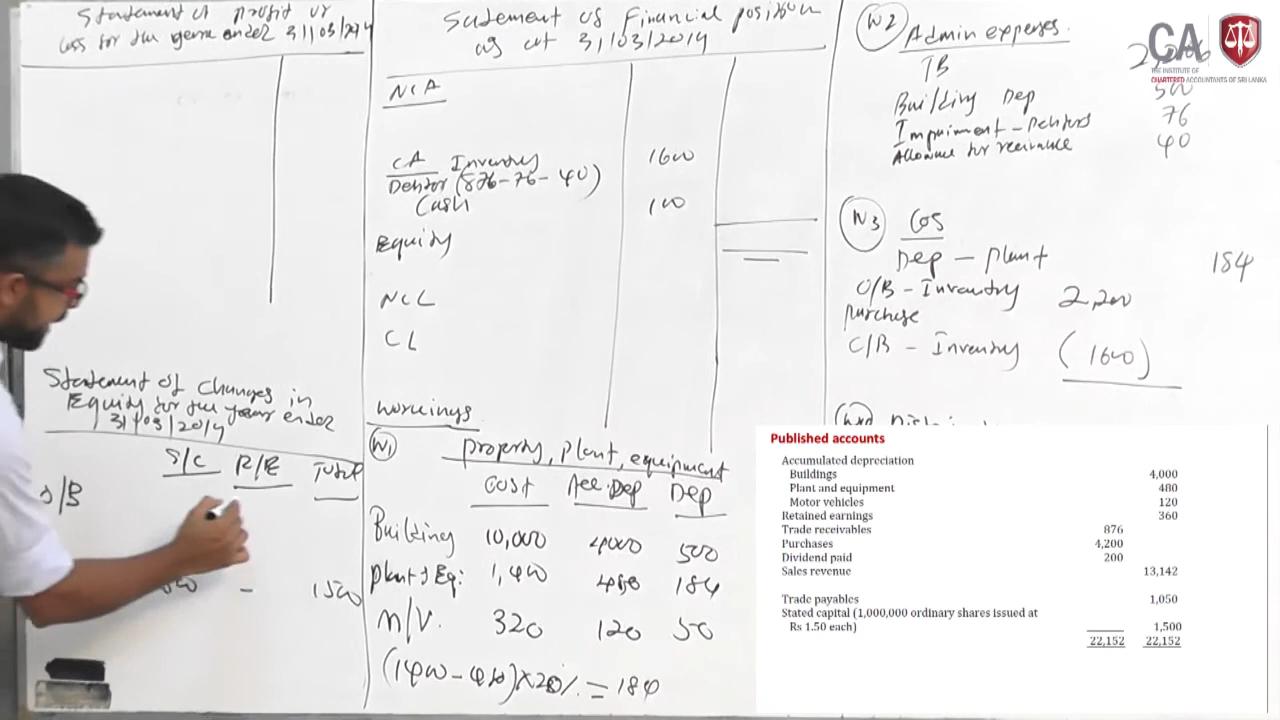 Statement of profit or
loss for the year ended 31/03/2019
Statement of Financial position
as at 31/03/2019
NCA
CA Inventory 1600
Debtor (876-76-40)
Cash 100
Equity
NCL
CL
Statement of changes in
Equity for the year ended
31/03/2019
S/C R/E Total
O/B
- 1500
Workings
W1 property, plant, equipment
Cost Acc. Dep Dep
Building 10,000 4000 500
Plant & Eq: 1,400 480 184
M/V. 320 120 50
(1400 - 480) x 20% = 184
W2 Admin expenses.
TB
Building Dep 500
Impairment - Debtors 76
Allowance for receivable 40
W3 COS
Dep - plant 184
O/B - Inventory 2,200
purchase
C/B - Inventory (1600)
CA
THE INSTITUTE OF
CHARTERED ACCOUNTANTS OF SRI LANKA
Published accounts
Accumulated depreciation
Buildings 4,000
Plant and equipment 480
Motor vehicles 120
Retained earnings 360
Trade receivables 876
Purchases 4,200
Dividend paid 200
Sales revenue 13,142
Trade payables 1,050
Stated capital (1,000,000 ordinary shares issued at
Rs 1.50 each) 1,500
22,152 22,152